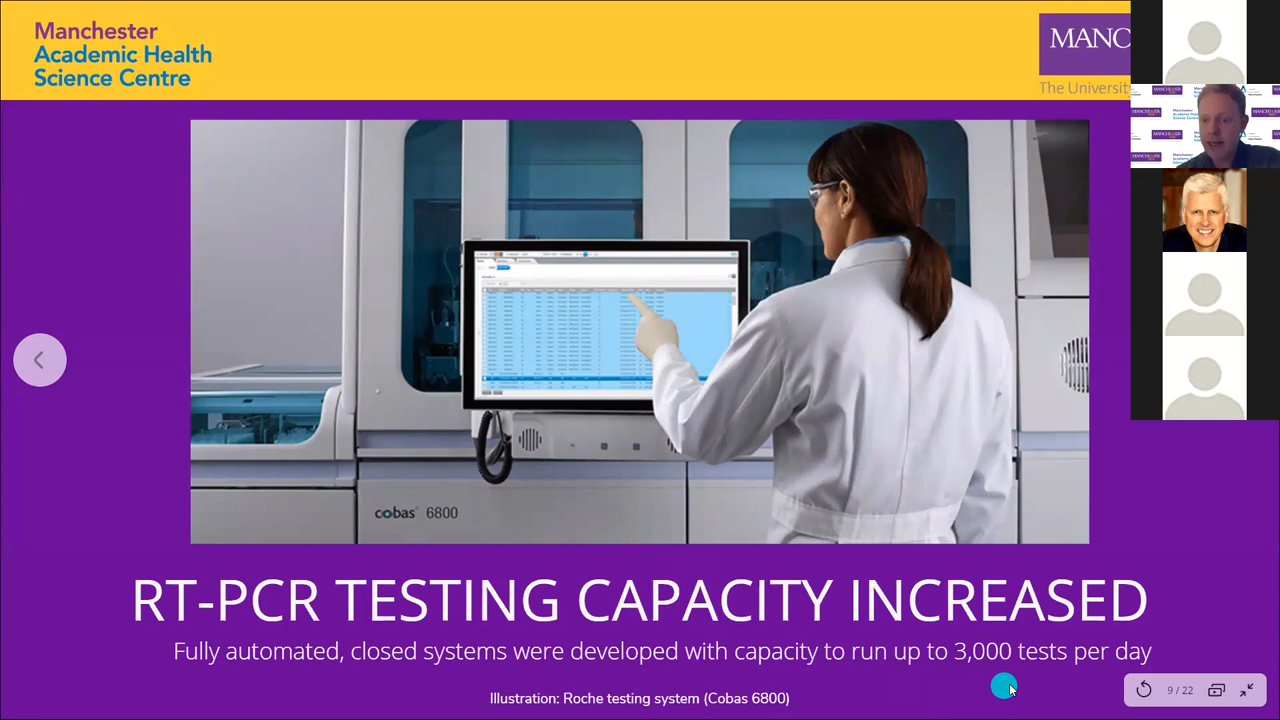 Manchester
Academic Health
Science Centre
MANC
The Universit
cobas 6800
RT-PCR TESTING CAPACITY INCREASED
Fully automated, closed systems were developed with capacity to run up to 3,000 tests per day
Illustration: Roche testing system (Cobas 6800)
9 / 22